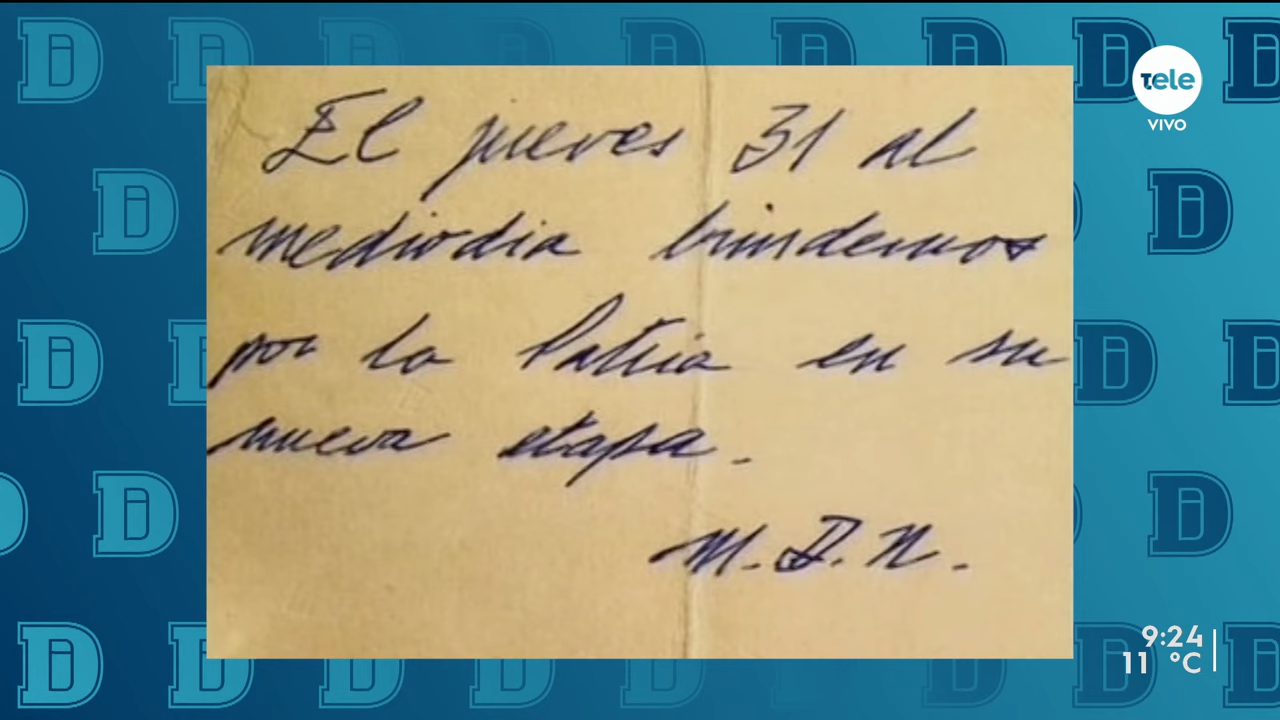 El jueves 31 al
mediodia brindemos
por la Patria en su
nueva etapa.
M.D.N.
Tele
VIVO
9:24
11 °C